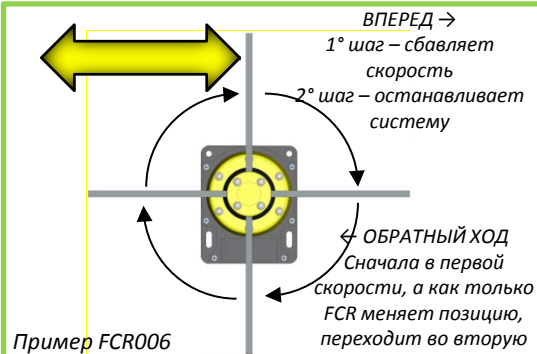 ВПЕРЕД →
1° шаг – сбавляет
скорость
2° шаг – останавливает
систему
← ОБРАТНЫЙ ХОД
Сначала в первой
скорости, а как только
FCR меняет позицию,
переходит во вторую
Пример FCR006